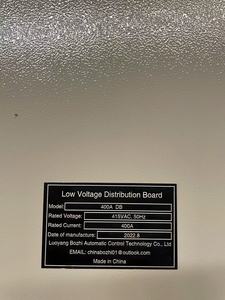 Low Voltage Distribution Board
Model: 400A DB
Rated Voltage: 415VAC, 50Hz
Rated Current: 400A
Date of manufacture: 2022.8
Luoyang Bozhi Automatic Control Technology Co., Ltd
EMAIL: chinabozhi01@outlook.com
Made in China